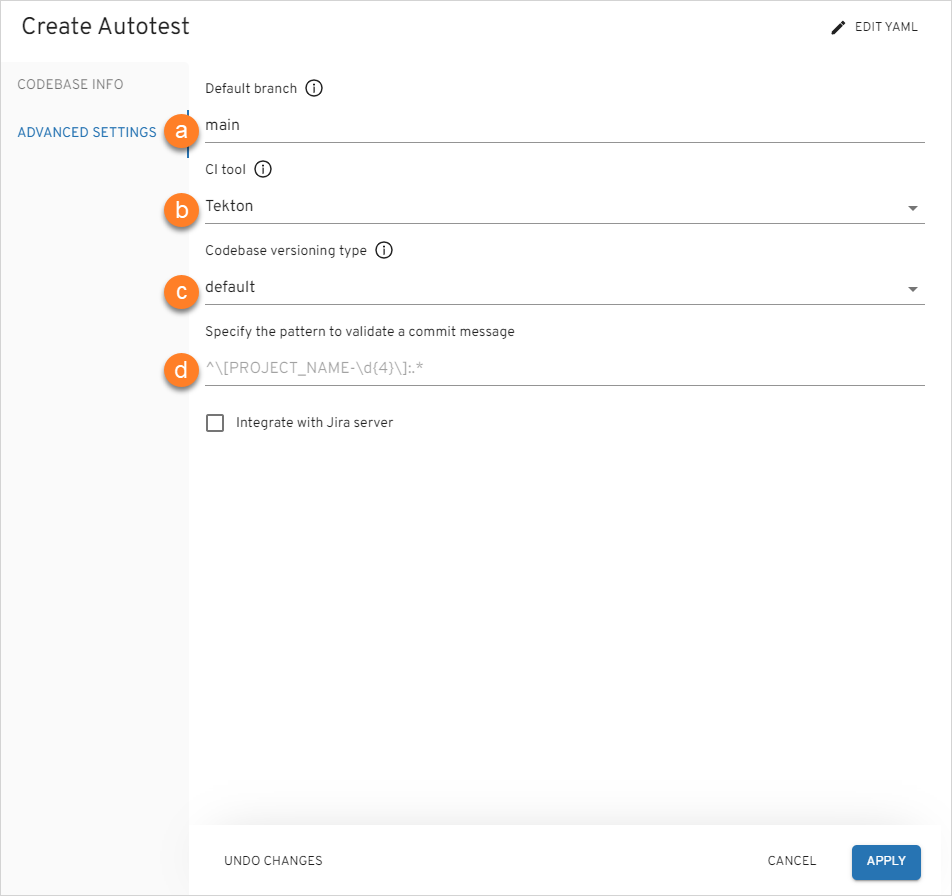 Create Autotest
EDIT YAML
CODEBASE INFO
ADVANCED SETTINGS
Default branch
a
main
CI tool
b
Tekton
Codebase versioning type
c
default
Specify the pattern to validate a commit message
d
^\[PROJECT_NAME-\d{4}\]:.*
Integrate with Jira server
UNDO CHANGES
CANCEL
APPLY